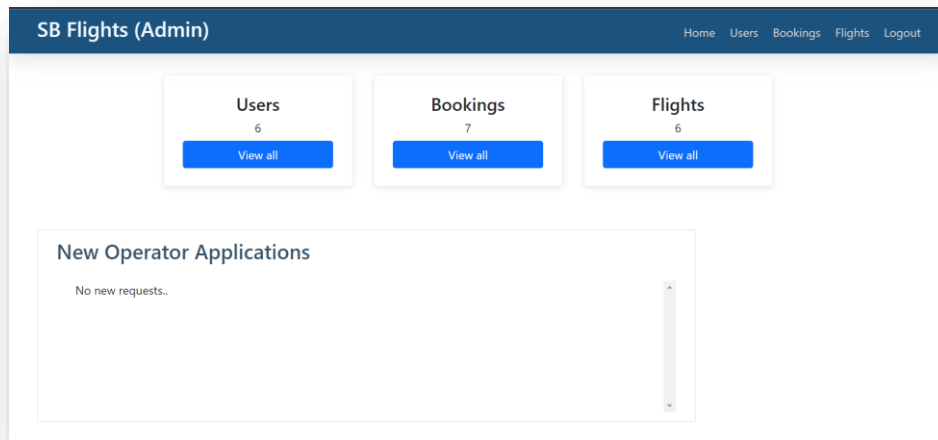 SB Flights (Admin)
Home Users Bookings Flights Logout
Users
6
View all
Bookings
7
View all
Flights
6
View all
New Operator Applications
No new requests..